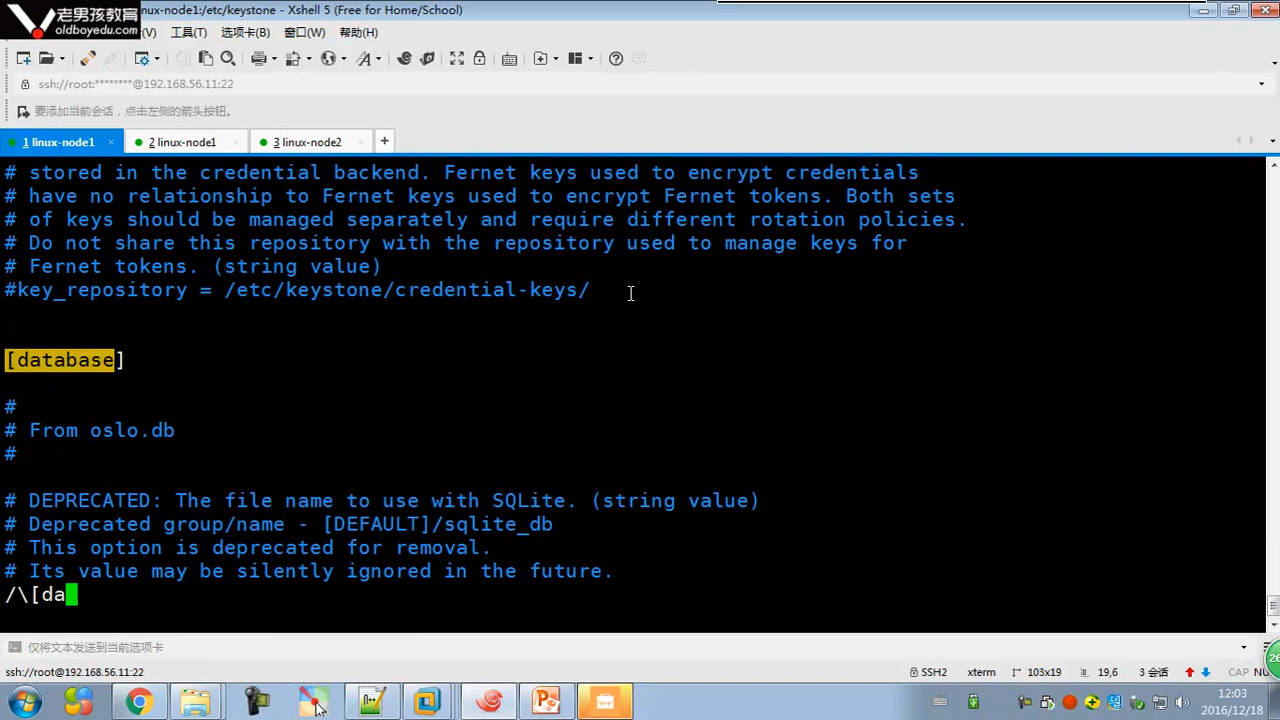 老男孩教育
oldboyedu.com
nux-node1:/etc/keystone - Xshell 5 (Free for Home/School)
(V) 工具(T) 选项卡(B) 窗口(W) 帮助(H)
ssh://root:********@192.168.56.11:22
要添加当前会话，点击左侧的箭头按钮。
1 linux-node1 × 2 linux-node1 × 3 linux-node2 × +
# stored in the credential backend. Fernet keys used to encrypt credentials
# have no relationship to Fernet keys used to encrypt Fernet tokens. Both sets
# of keys should be managed separately and require different rotation policies.
# Do not share this repository with the repository used to manage keys for
# Fernet tokens. (string value)
#key_repository = /etc/keystone/credential-keys/
[database]
#
# From oslo.db
#
# DEPRECATED: The file name to use with SQLite. (string value)
# Deprecated group/name - [DEFAULT]/sqlite_db
# This option is deprecated for removal.
# Its value may be silently ignored in the future.
/\[da
仅将文本发送到当前选项卡
ssh://root@192.168.56.11:22 SSH2 xterm 103x19 19,6 3 会话 CAP NU
26
12:03
2016/12/18